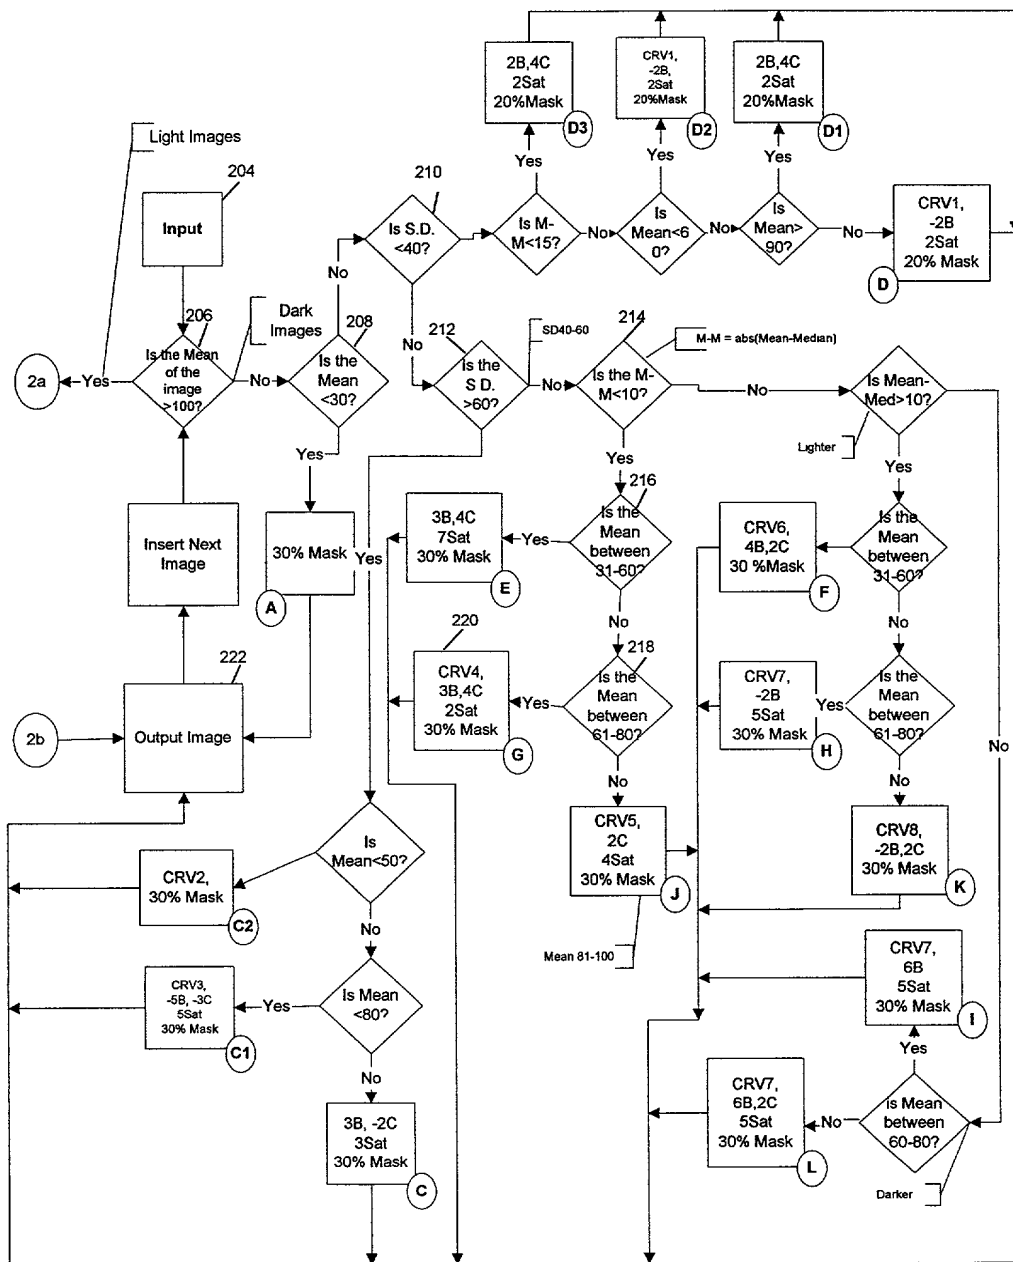 2B,4C
2Sat
20%Mask
D3
CRV1,
-2B,
2Sat
20%Mask
D2
2B,4C
2Sat
20%Mask
D1
Light Images
204
Input
210
Yes
Yes
Yes
Is S.D.
<40?
Is M-
M<15?
No
Is
Mean<6
0?
No
Is
Mean>
90?
No
CRV1,
-2B
2Sat
20% Mask
D
No
Dark
Images
206
208
2a
Yes
Is the Mean
of the
image
>100?
No
Is the
Mean
<30?
No
212
Is the
S D.
>60?
SD40-60
No
214
Is the M-
M<10?
M-M = abs(Mean-Median)
No
Is Mean-
Med>10?
Lighter
Yes
Yes
Yes
216
Insert Next
Image
30% Mask
A
Yes
3B,4C
7Sat
30% Mask
E
Yes
Is the
Mean
between
31-60?
CRV6,
4B,2C
30 %Mask
F
Is the
Mean
between
31-60?
No
No
222
220
218
2b
Output Image
CRV4,
3B,4C
2Sat
30% Mask
G
Yes
Is the
Mean
between
61-80?
CRV7,
-2B
5Sat
30% Mask
H
Yes
Is the
Mean
between
61-80?
No
No
No
Is
Mean<50?
CRV5,
2C
4Sat
30% Mask
J
CRV8,
-2B,2C
30% Mask
K
CRV2,
30% Mask
C2
No
Mean 81-100
CRV7,
6B
5Sat
30% Mask
I
CRV3,
-5B, -3C
5Sat
30% Mask
C1
Yes
Is Mean
<80?
Yes
No
CRV7,
6B,2C
5Sat
30% Mask
L
No
is Mean
between
60-80?
3B, -2C
3Sat
30% Mask
C
Darker